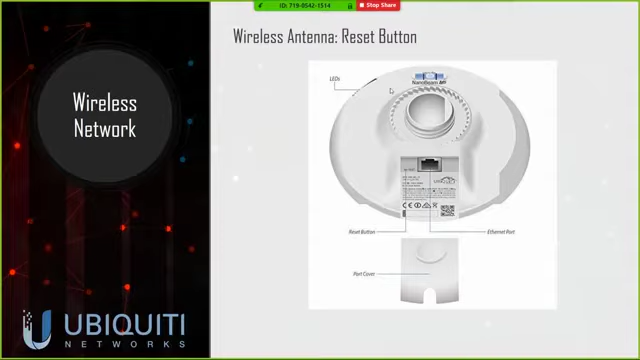 ID: 719-0542-1514
Stop Share
Wireless Antenna: Reset Button
Wireless
Network
LEDs
NanoBeam M5
Reset Button
Ethernet Port
Port Cover
UBIQUITI
NETWORKS